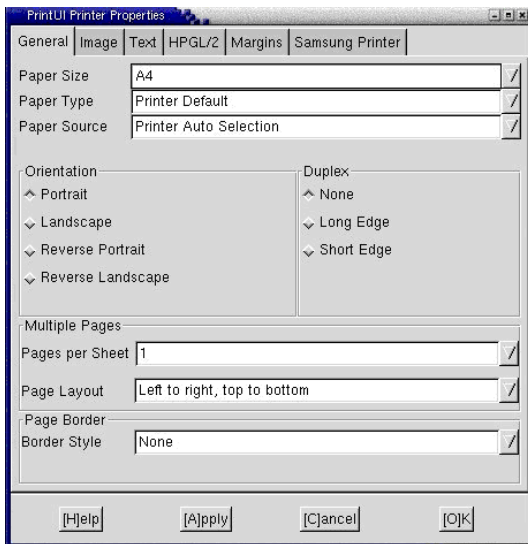 PrintUI Printer Properties
General Image Text HPGL/2 Margins Samsung Printer
Paper Size A4
Paper Type Printer Default
Paper Source Printer Auto Selection
Orientation
Portrait
Landscape
Reverse Portrait
Reverse Landscape
Duplex
None
Long Edge
Short Edge
Multiple Pages
Pages per Sheet 1
Page Layout Left to right, top to bottom
Page Border
Border Style None
[H]elp [A]pply [C]ancel [O]K